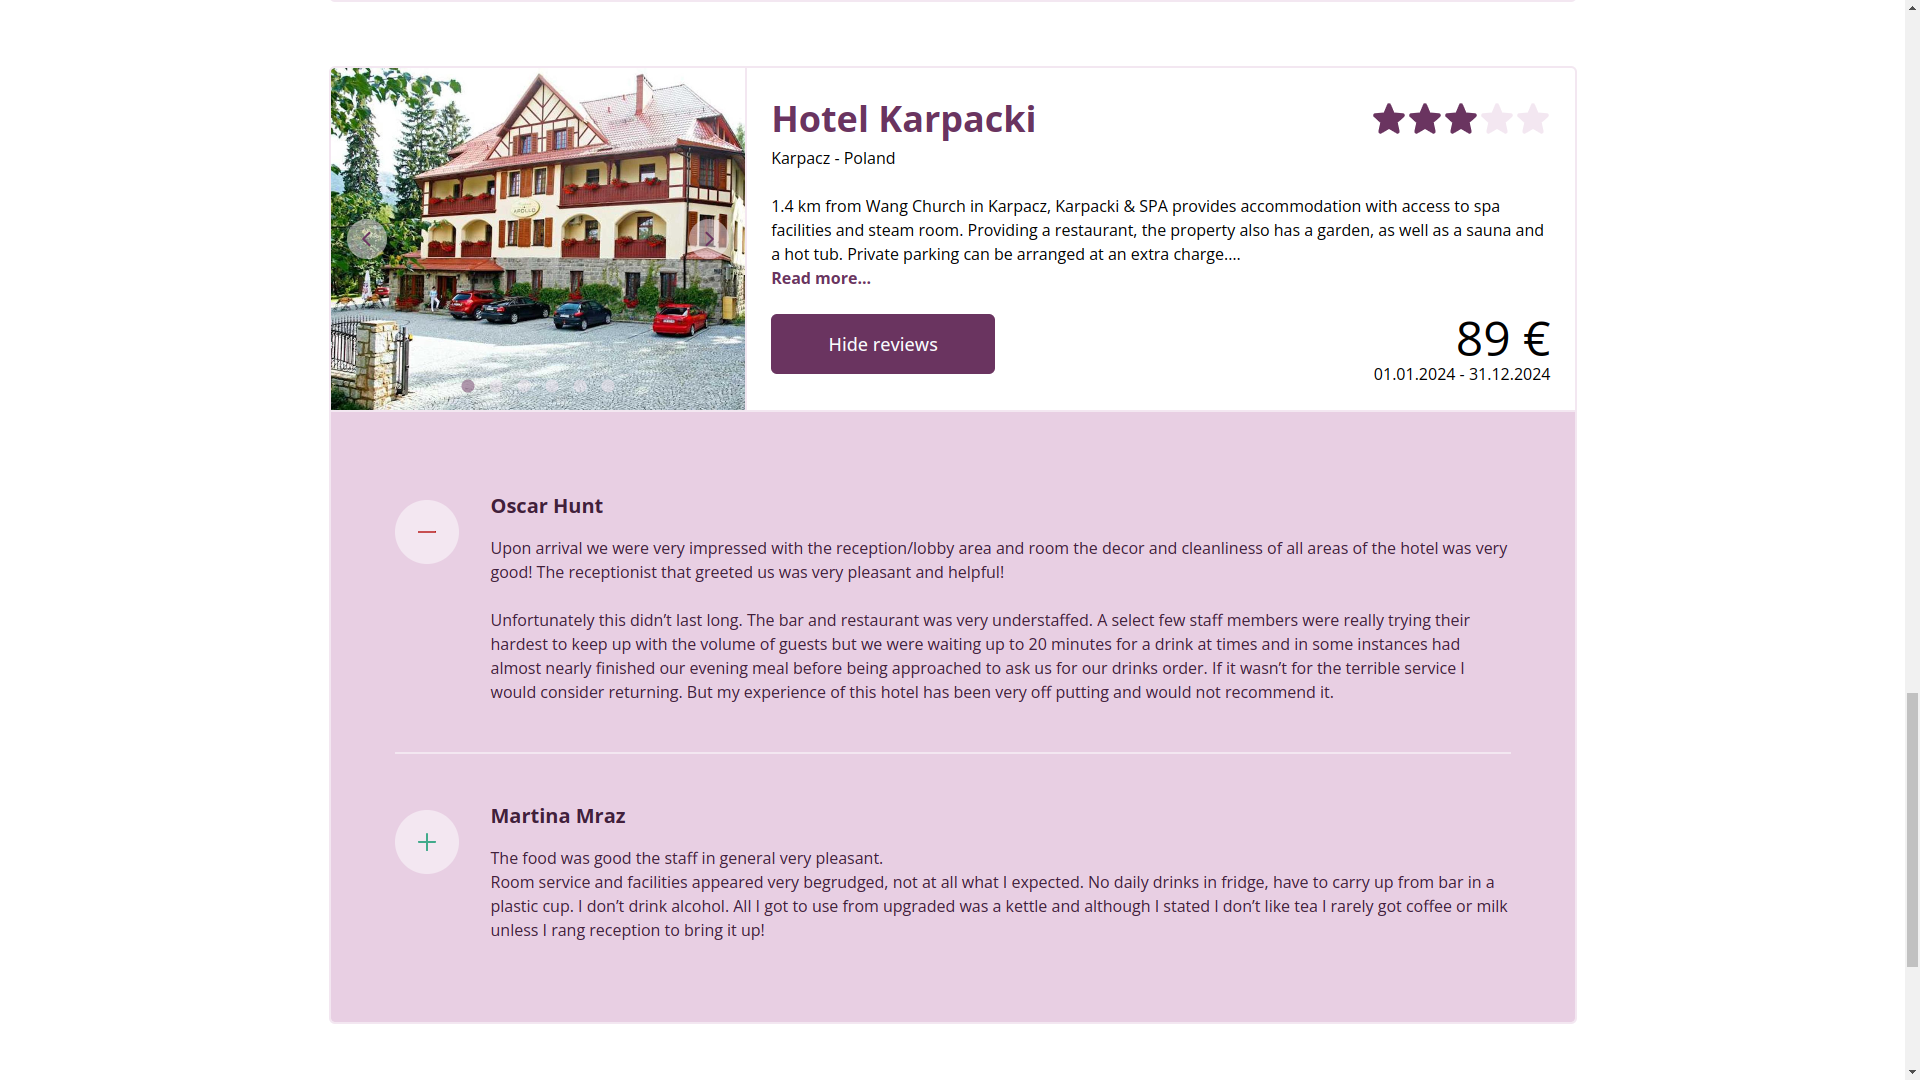 Hotel Karpacki
Karpacz - Poland
1.4 km from Wang Church in Karpacz, Karpacki & SPA provides accommodation with access to spa
facilities and steam room. Providing a restaurant, the property also has a garden, as well as a sauna and
a hot tub. Private parking can be arranged at an extra charge....
Read more...
Hide reviews
89 €
01.01.2024 - 31.12.2024
Oscar Hunt
Upon arrival we were very impressed with the reception/lobby area and room the decor and cleanliness of all areas of the hotel was very
good! The receptionist that greeted us was very pleasant and helpful!
Unfortunately this didn’t last long. The bar and restaurant was very understaffed. A select few staff members were really trying their
hardest to keep up with the volume of guests but we were waiting up to 20 minutes for a drink at times and in some instances had
almost nearly finished our evening meal before being approached to ask us for our drinks order. If it wasn’t for the terrible service I
would consider returning. But my experience of this hotel has been very off putting and would not recommend it.
Martina Mraz
The food was good the staff in general very pleasant.
Room service and facilities appeared very begrudged, not at all what I expected. No daily drinks in fridge, have to carry up from bar in a
plastic cup. I don’t drink alcohol. All I got to use from upgraded was a kettle and although I stated I don’t like tea I rarely got coffee or milk
unless I rang reception to bring it up!